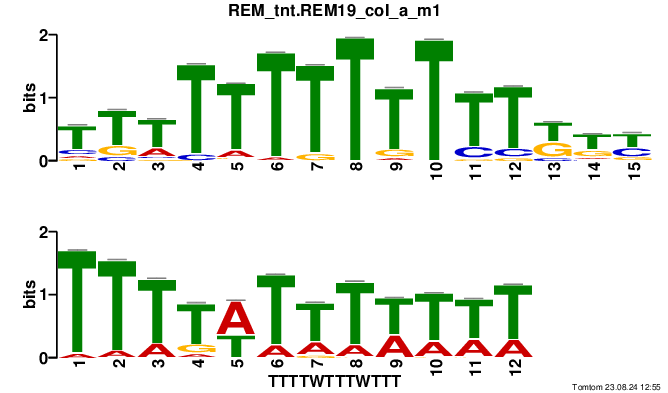 REM_tnt.REM19_col_a_m1
bits
2
1
0
1 2 3 4 5 6 7 8 9 10 11 12 13 14 15
bits
2
1
0
1 2 3 4 5 6 7 8 9 10 11 12
TTTTWTTTWTTT
Tomtom 23.08.24 12:55